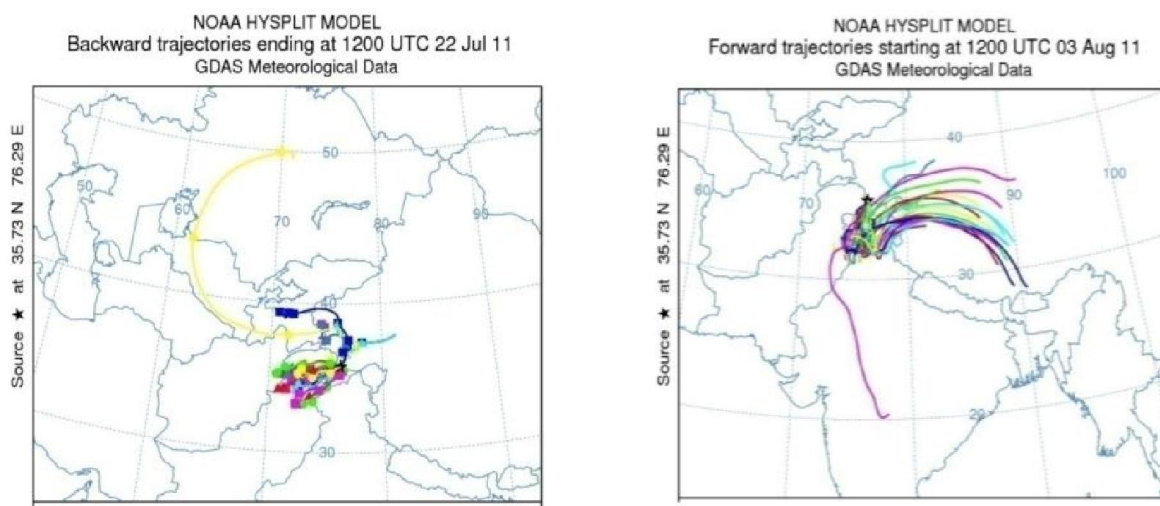 NOAA HYSPLIT MODEL
Backward trajectories ending at 1200 UTC 22 Jul 11
GDAS Meteorological Data
Source ★ at 35.73 N 76.29 E
50
60
70
50
80
90
40
30
NOAA HYSPLIT MODEL
Forward trajectories starting at 1200 UTC 03 Aug 11
GDAS Meteorological Data
Source ★ at 35.73 N 76.29 E
60
70
40
90
100
30
20